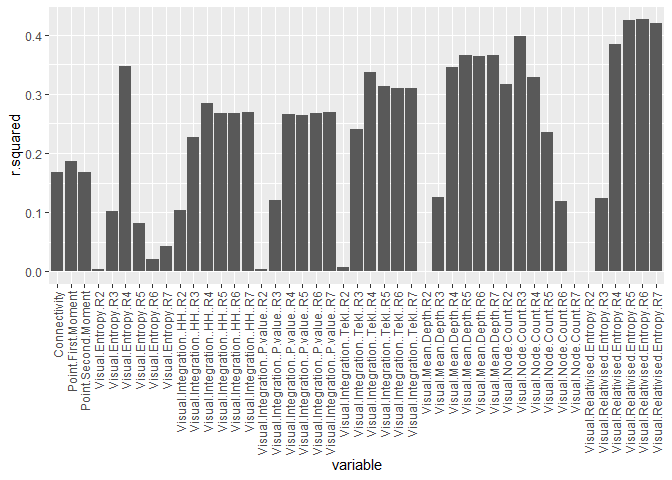 r.squared
0.4
0.3
0.2
0.1
0.0
Connectivity
Point.First.Moment
Point.Second.Moment
Visual.Entropy.R2
Visual.Entropy.R3
Visual.Entropy.R4
Visual.Entropy.R5
Visual.Entropy.R6
Visual.Entropy.R7
Visual.Integration..HH..R2
Visual.Integration..HH..R3
Visual.Integration..HH..R4
Visual.Integration..HH..R5
Visual.Integration..HH..R6
Visual.Integration..HH..R7
Visual.Integration..P.value..R2
Visual.Integration..P.value..R3
Visual.Integration..P.value..R4
Visual.Integration..P.value..R5
Visual.Integration..P.value..R6
Visual.Integration..P.value..R7
Visual.Integration..Tekl..R2
Visual.Integration..Tekl..R3
Visual.Integration..Tekl..R4
Visual.Integration..Tekl..R5
Visual.Integration..Tekl..R6
Visual.Integration..Tekl..R7
Visual.Mean.Depth.R2
Visual.Mean.Depth.R3
Visual.Mean.Depth.R4
Visual.Mean.Depth.R5
Visual.Mean.Depth.R6
Visual.Mean.Depth.R7
Visual.Node.Count.R2
Visual.Node.Count.R3
Visual.Node.Count.R4
Visual.Node.Count.R5
Visual.Node.Count.R6
Visual.Node.Count.R7
Visual.Relativised.Entropy.R2
Visual.Relativised.Entropy.R3
Visual.Relativised.Entropy.R4
Visual.Relativised.Entropy.R5
Visual.Relativised.Entropy.R6
Visual.Relativised.Entropy.R7
variable